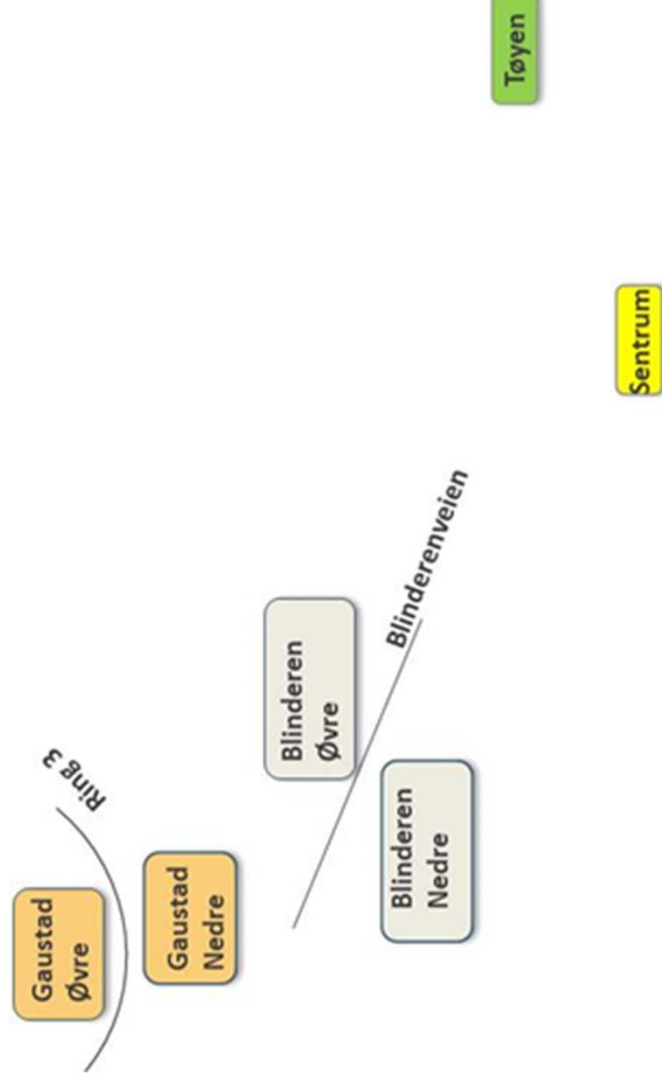 Gaustad
Øvre
Ring 3
Gaustad
Nedre
Blinderen
Øvre
Blinderenveien
Blinderen
Nedre
Tøyen
Sentrum